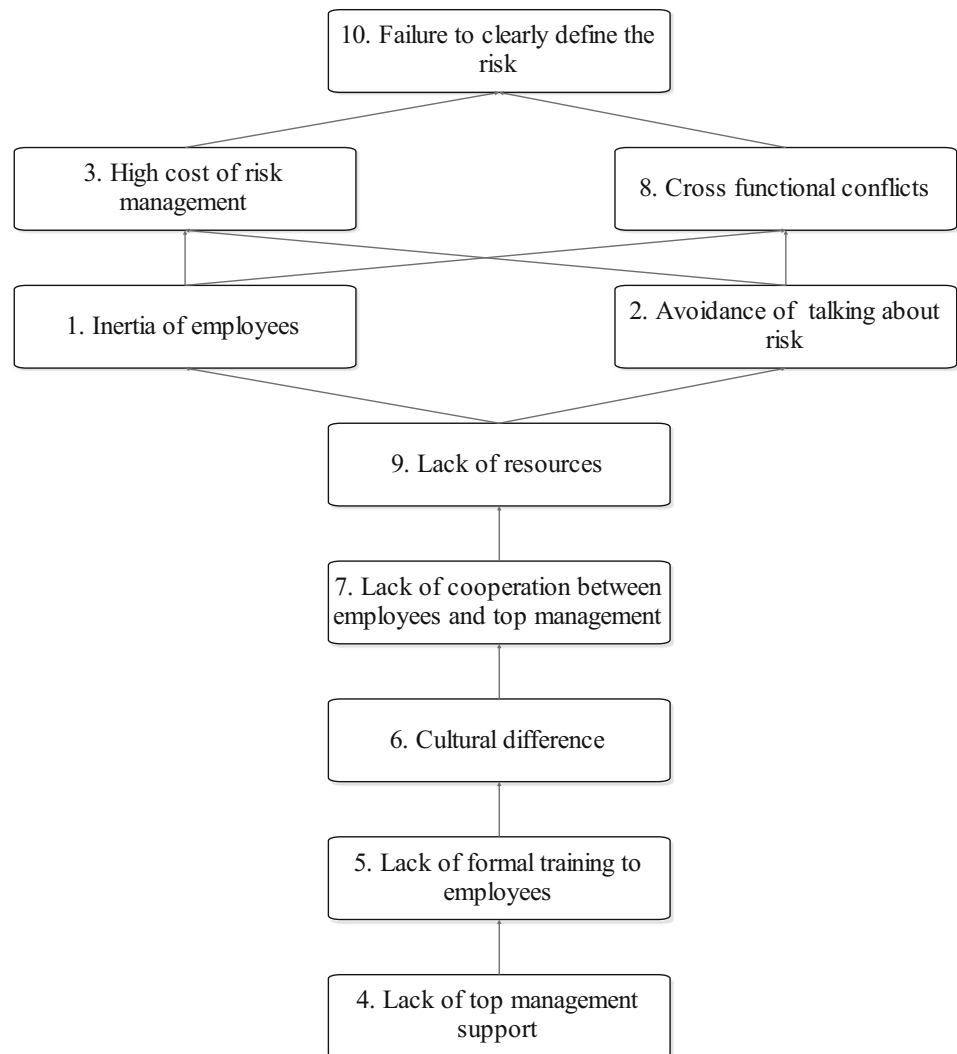 10. Failure to clearly define the
risk
3. High cost of risk
management
8. Cross functional conflicts
1. Inertia of employees
2. Avoidance of talking about
risk
9. Lack of resources
7. Lack of cooperation between
employees and top management
6. Cultural difference
5. Lack of formal training to
employees
4. Lack of top management
support